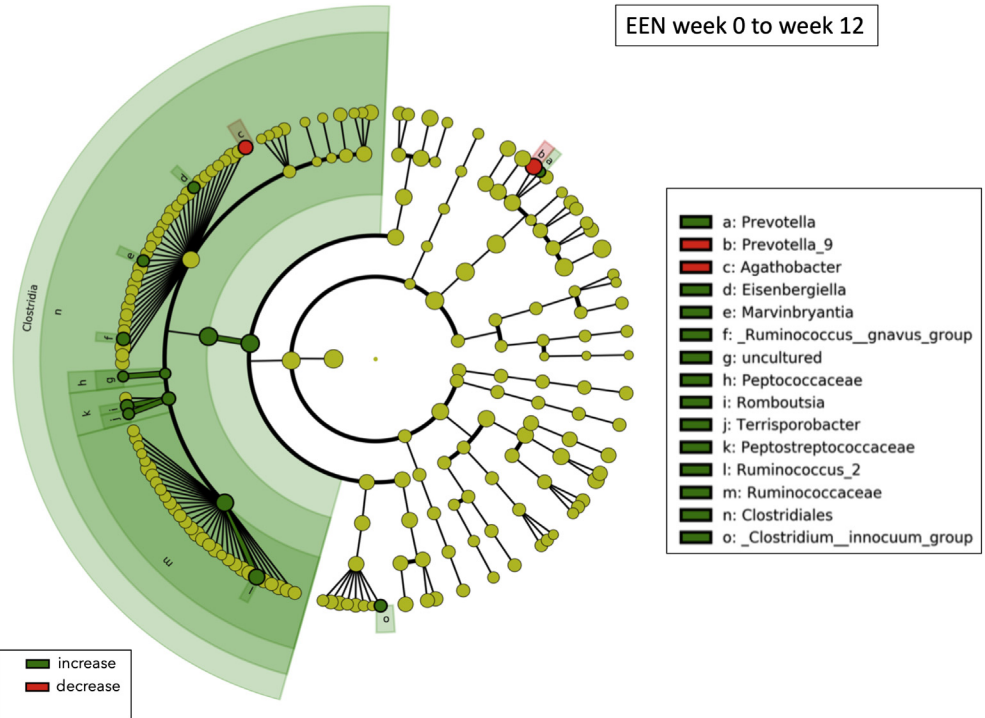 EEN week 0 to week 12
Clostridia
n
c
d
e
f
g
h
i
j
k
l
m
b
a
o
a: Prevotella
b: Prevotella_9
c: Agathobacter
d: Eisenbergiella
e: Marvinbryantia
f: _Ruminococcus__gnavus_group
g: uncultured
h: Peptococcaceae
i: Romboutsia
j: Terrisporobacter
k: Peptostreptococcaceae
l: Ruminococcus_2
m: Ruminococcaceae
n: Clostridiales
o: _Clostridium__innocuum_group
increase
decrease